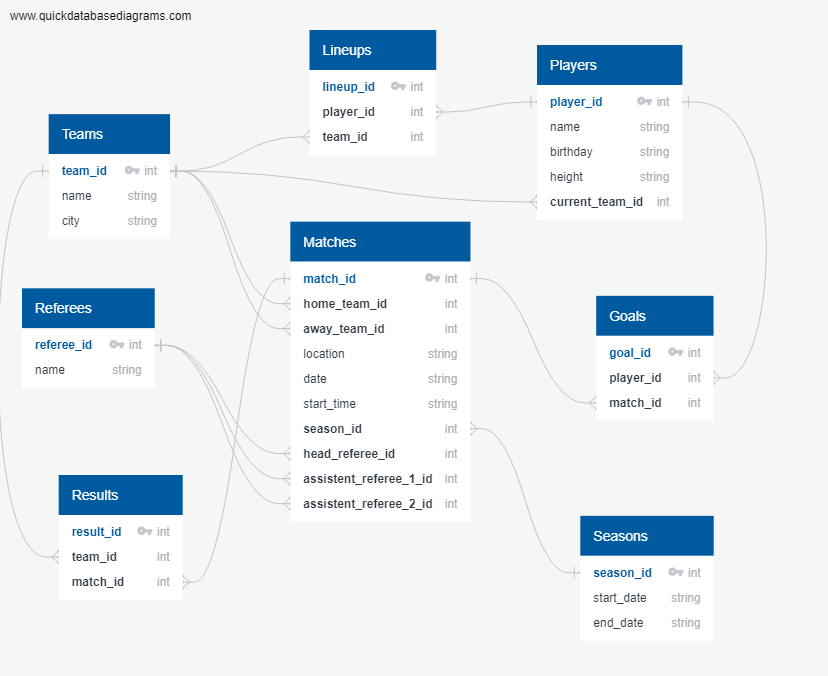 www.quickdatabasediagrams.com
Lineups
lineup_id int
player_id int
team_id int
Players
player_id int
name string
birthday string
height string
current_team_id int
Teams
team_id int
name string
city string
Matches
match_id int
home_team_id int
away_team_id int
location string
date string
start_time string
season_id int
head_referee_id int
assistent_referee_1_id int
assistent_referee_2_id int
Referees
referee_id int
name string
Goals
goal_id int
player_id int
match_id int
Results
result_id int
team_id int
match_id int
Seasons
season_id int
start_date string
end_date string